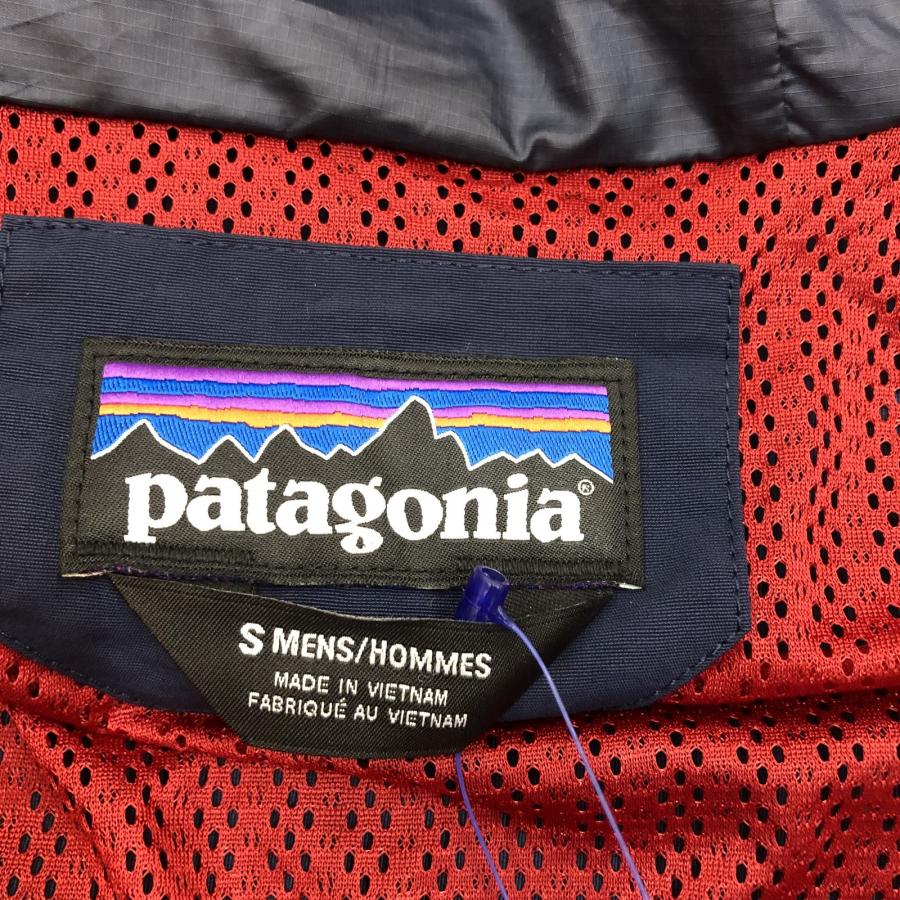 patagonia®
S MENS/HOMMES
MADE IN VIETNAM
FABRIQUÉ AU VIETNAM